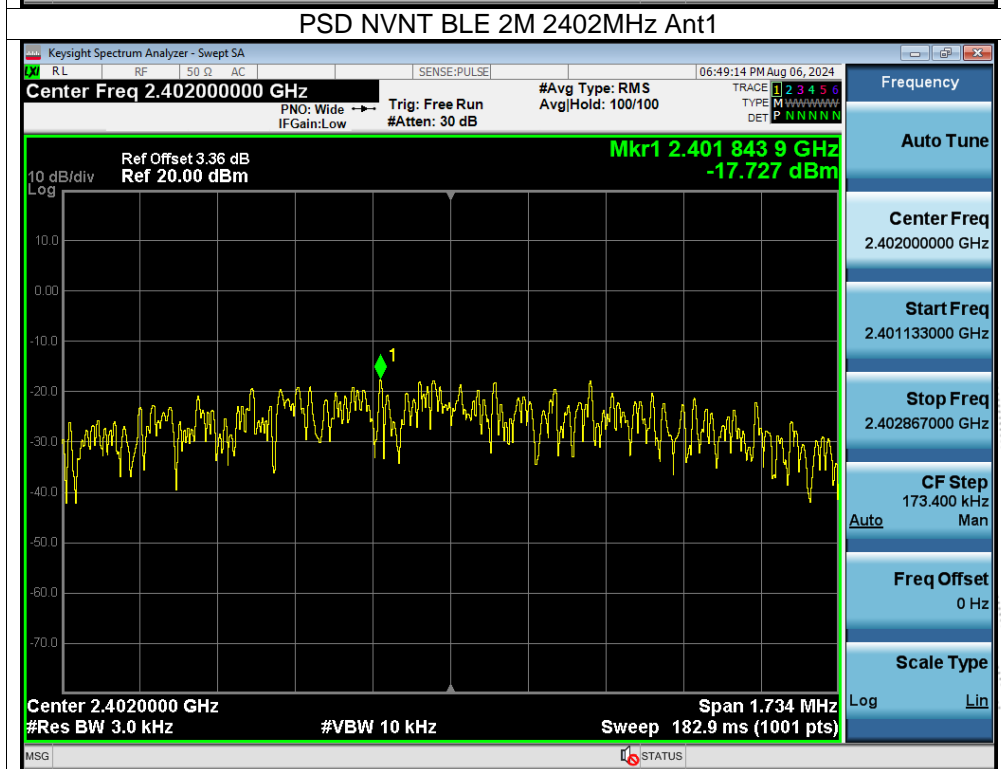 PSD NVNT BLE 2M 2402MHz Ant1
Keysight Spectrum Analyzer - Swept SA
LXI RL RF 50 Ω AC SENSE:PULSE 06:49:14 PM Aug 06, 2024
Center Freq 2.402000000 GHz
PNO: Wide
IFGain:Low
Trig: Free Run
#Atten: 30 dB
#Avg Type: RMS
Avg|Hold: 100/100
TRACE 1 2 3 4 5 6
TYPE M WWWWW
DET P N N N N N
Frequency
Mkr1 2.401 843 9 GHz
-17.727 dBm
Ref Offset 3.36 dB
Ref 20.00 dBm
10 dB/div
Log
10.0
0.00
-10.0
-20.0
-30.0
-40.0
-50.0
-60.0
-70.0
1
Center 2.4020000 GHz
#Res BW 3.0 kHz
#VBW 10 kHz
Span 1.734 MHz
Sweep 182.9 ms (1001 pts)
Auto Tune
Center Freq
2.402000000 GHz
Start Freq
2.401133000 GHz
Stop Freq
2.402867000 GHz
CF Step
173.400 kHz
Auto Man
Freq Offset
0 Hz
Scale Type
Log Lin
MSG STATUS